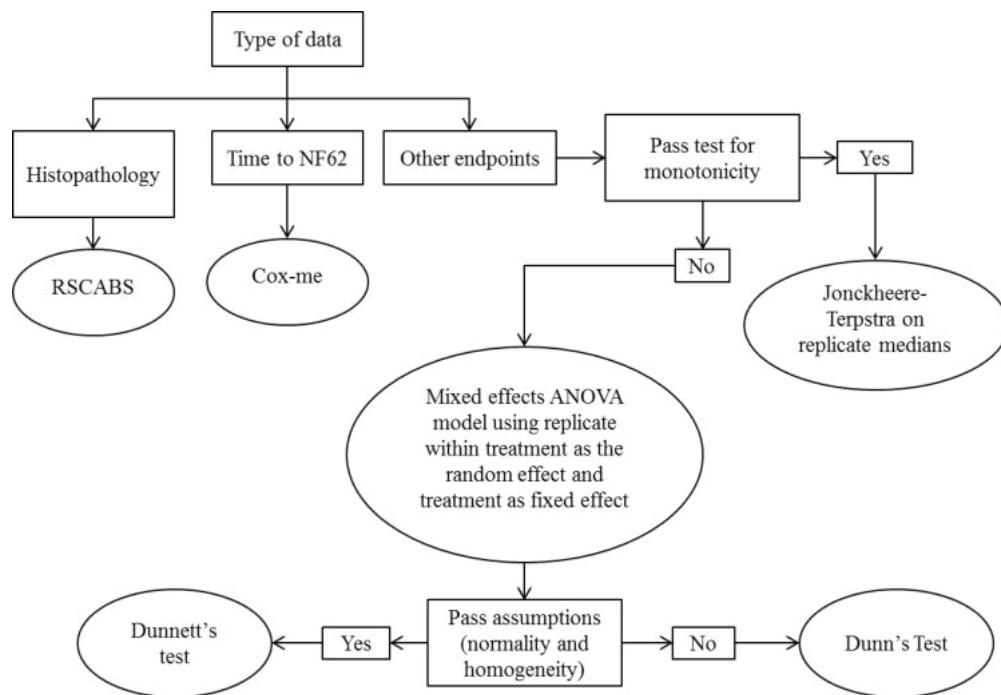 Type of data
Histopathology
Time to NF62
Other endpoints
Pass test for
monotonicity
Yes
No
RSCABS
Cox-me
Jonckheere-
Terpstra on
replicate medians
Mixed effects ANOVA
model using replicate
within treatment as the
random effect and
treatment as fixed effect
Dunnett’s
test
Yes
Pass assumptions
(normality and
homogeneity)
No
Dunn’s Test